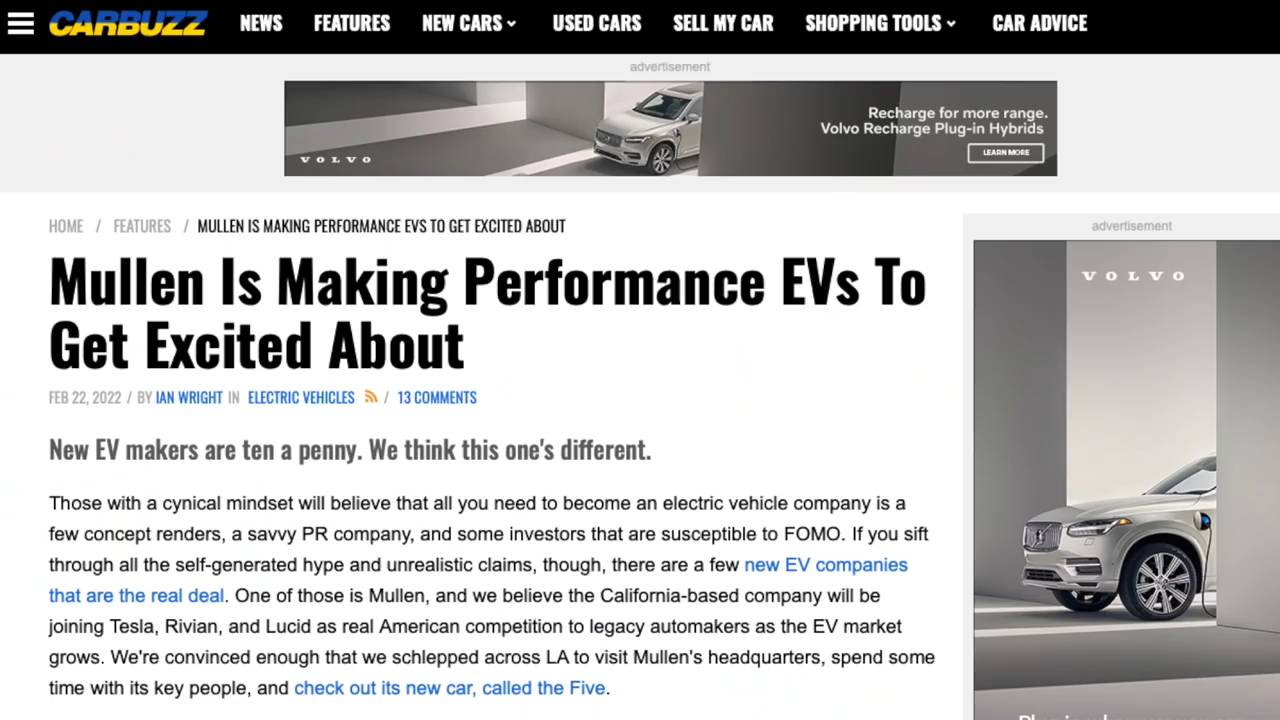 CARBUZZ NEWS FEATURES NEW CARS USED CARS SELL MY CAR SHOPPING TOOLS CAR ADVICE
advertisement
Recharge for more range.
Volvo Recharge Plug-in Hybrids
LEARN MORE
VOLVO
HOME / FEATURES / MULLEN IS MAKING PERFORMANCE EVS TO GET EXCITED ABOUT
Mullen Is Making Performance EVs To
Get Excited About
FEB 22, 2022 / BY IAN WRIGHT IN ELECTRIC VEHICLES / 13 COMMENTS
New EV makers are ten a penny. We think this one's different.
Those with a cynical mindset will believe that all you need to become an electric vehicle company is a
few concept renders, a savvy PR company, and some investors that are susceptible to FOMO. If you sift
through all the self-generated hype and unrealistic claims, though, there are a few new EV companies
that are the real deal. One of those is Mullen, and we believe the California-based company will be
joining Tesla, Rivian, and Lucid as real American competition to legacy automakers as the EV market
grows. We're convinced enough that we schlepped across LA to visit Mullen's headquarters, spend some
time with its key people, and check out its new car, called the Five.
advertisement
VOLVO